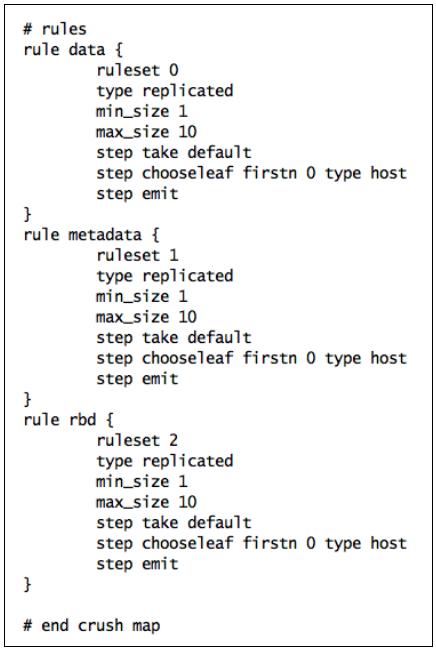 # rules
rule data {
        ruleset 0
        type replicated
        min_size 1
        max_size 10
        step take default
        step chooseleaf firstn 0 type host
        step emit
}
rule metadata {
        ruleset 1
        type replicated
        min_size 1
        max_size 10
        step take default
        step chooseleaf firstn 0 type host
        step emit
}
rule rbd {
        ruleset 2
        type replicated
        min_size 1
        max_size 10
        step take default
        step chooseleaf firstn 0 type host
        step emit
}

# end crush map